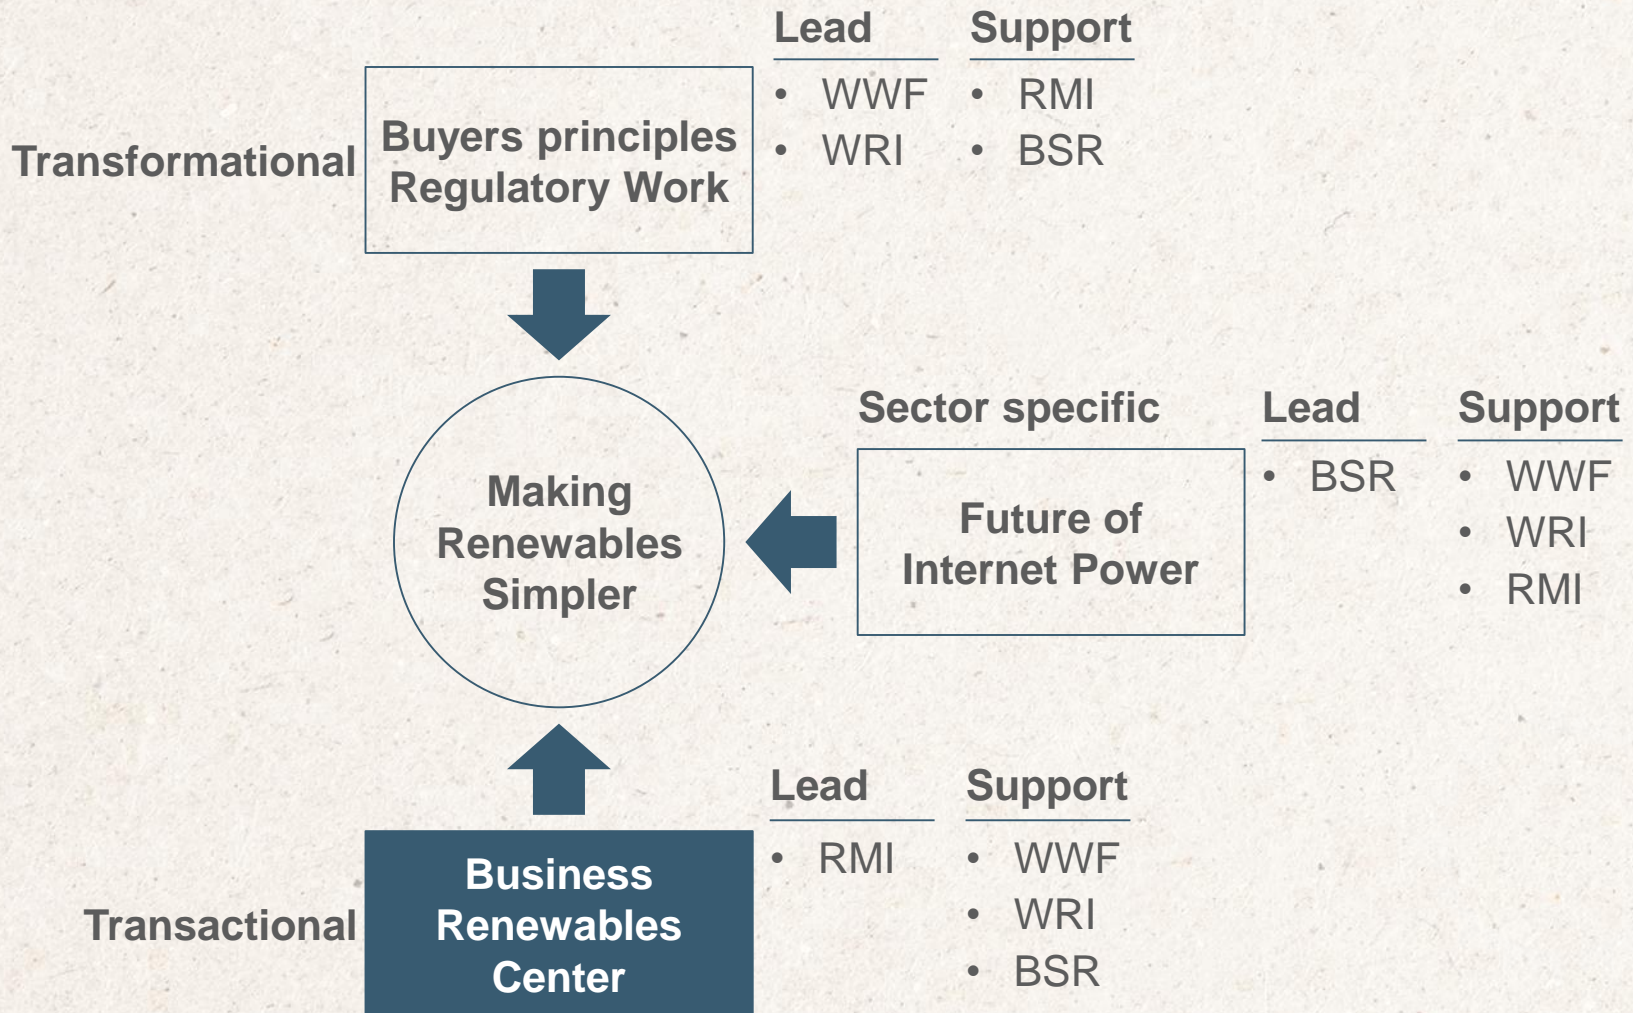 Lead Support
• WWF • RMI
• WRI • BSR
Transformational
Buyers principles
Regulatory Work
Making
Renewables
Simpler
Sector specific
Future of
Internet Power
Lead Support
• BSR • WWF
• WRI
• RMI
Transactional
Business
Renewables
Center
Lead Support
• RMI • WWF
• WRI
• BSR